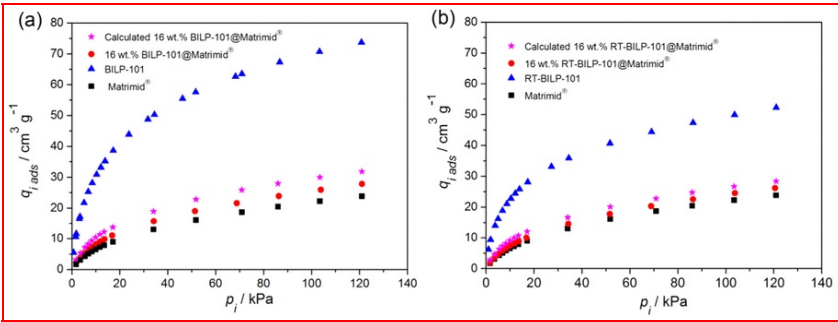 (a)
Calculated 16 wt.% BILP-101@Matrimid®
16 wt.% BILP-101@Matrimid®
BILP-101
Matrimid®
q i ads / cm³ g⁻¹
80
70
60
50
40
30
20
10
0
0 20 40 60 80 100 120 140
p i / kPa
(b)
Calculated 16 wt.% RT-BILP-101@Matrimid®
16 wt.% RT-BILP-101@Matrimid®
RT-BILP-101
Matrimid®
q i ads / cm³ g⁻¹
80
70
60
50
40
30
20
10
0
0 20 40 60 80 100 120 140
p i / kPa